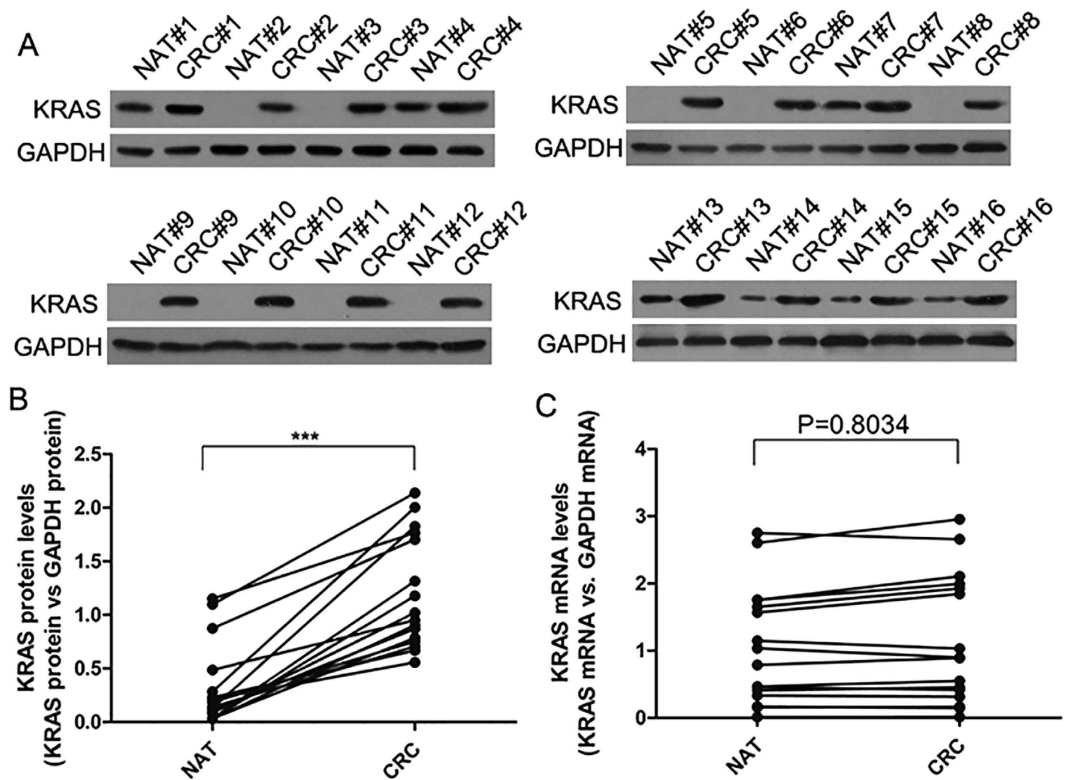 A
NAT#1 CRC#1 NAT#2 CRC#2 NAT#3 CRC#3 NAT#4 CRC#4
KRAS
GAPDH
NAT#5 CRC#5 NAT#6 CRC#6 NAT#7 CRC#7 NAT#8 CRC#8
KRAS
GAPDH
NAT#9 CRC#9 NAT#10 CRC#10 NAT#11 CRC#11 NAT#12 CRC#12
KRAS
GAPDH
NAT#13 CRC#13 NAT#14 CRC#14 NAT#15 CRC#15 NAT#16 CRC#16
KRAS
GAPDH
B
KRAS protein levels
(KRAS protein vs GAPDH protein)
2.5
2.0
1.5
1.0
0.5
0.0
***
NAT CRC
C
KRAS mRNA levels
(KRAS mRNA vs. GAPDH mRNA)
4
3
2
1
0
P=0.8034
NAT CRC